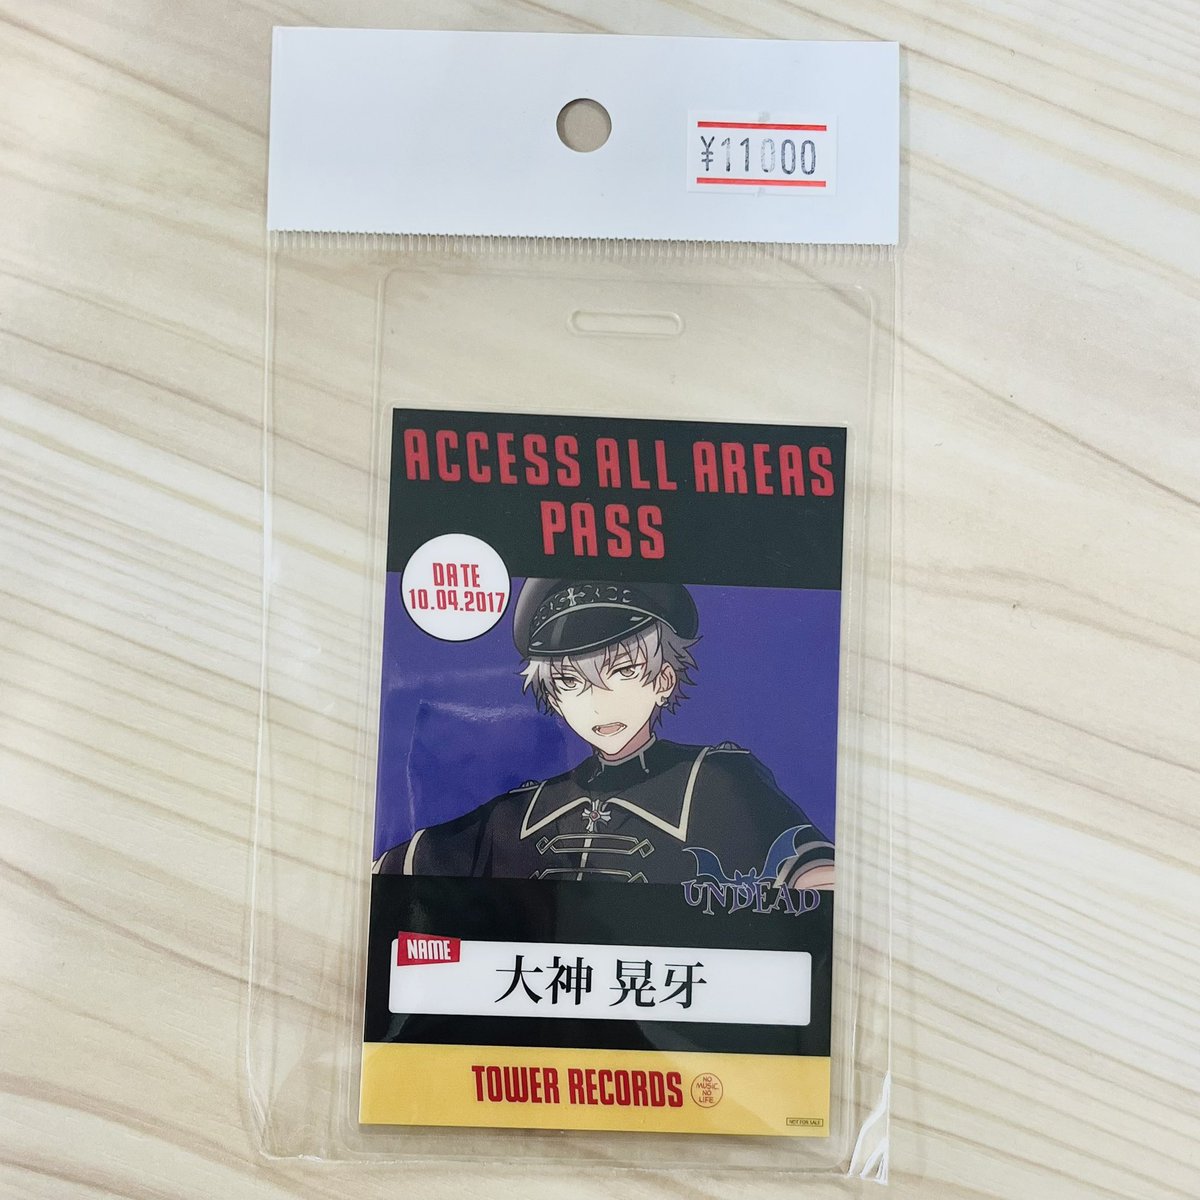 ¥11000
ACCESS ALL AREAS
PASS
DATE
10.04.2017
UNDEAD
NAME
大神 晃牙
TOWER RECORDS
NO
MUSIC.
NO
LIFE.
NOT FOR SALE